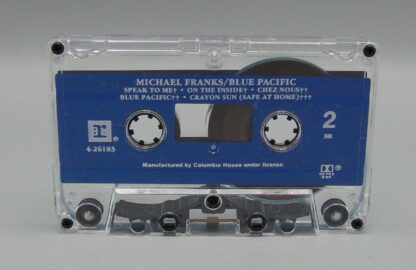 MICHAEL FRANKS/BLUE PACIFIC
SPEAK TO ME† • ON THE INSIDE† • CHEZ NOUS††
BLUE PACIFIC†† • CRAYON SUN (SAFE AT HOME)†††
r
2
4-26183
SR
Manufactured by Columbia House under license.